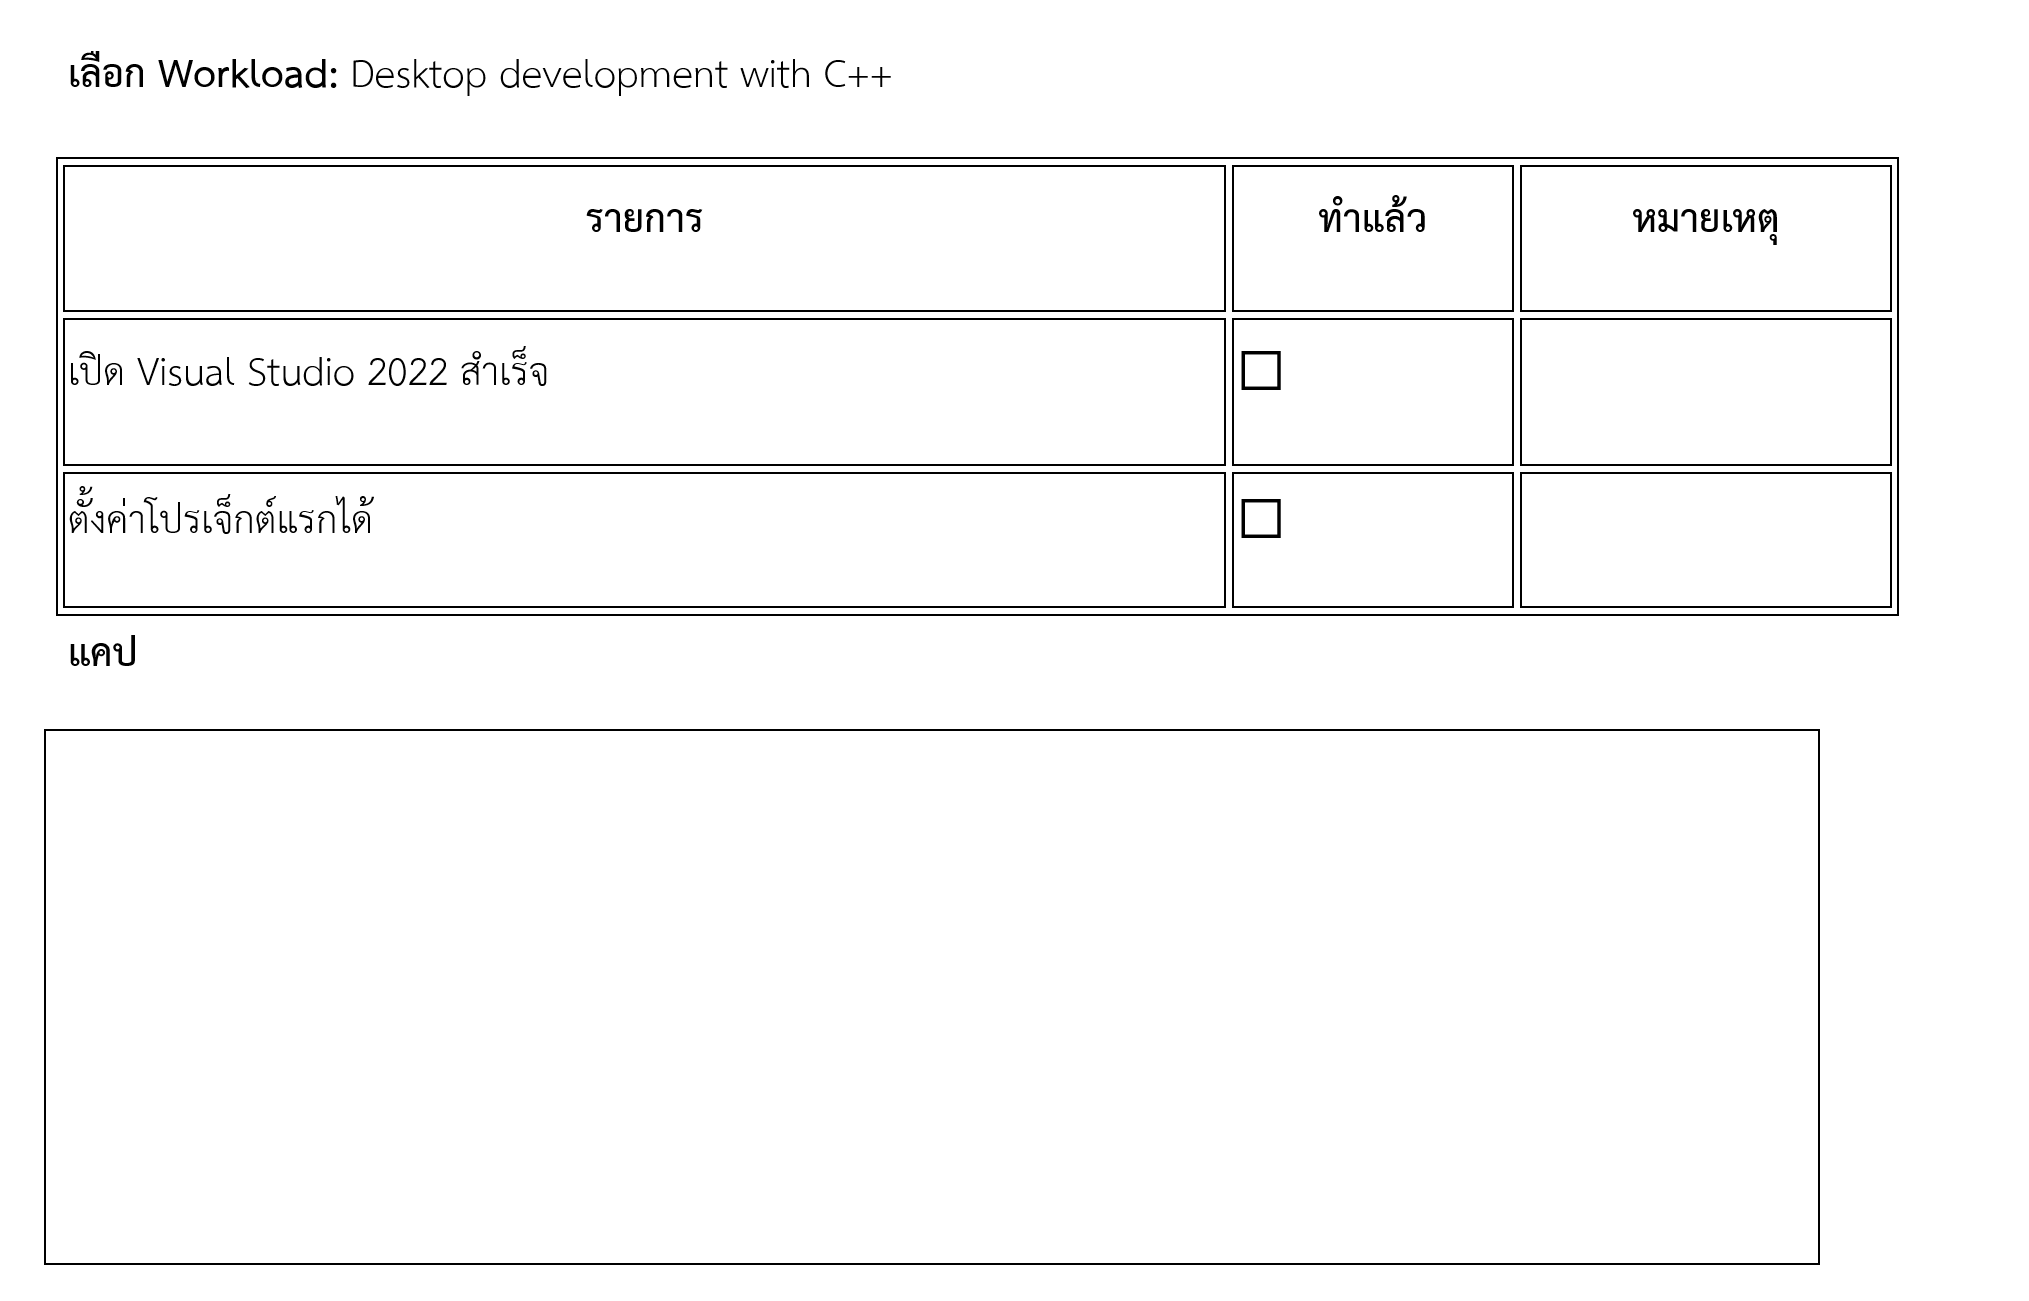 เลือก Workload: Desktop development with C++
รายการ ทำแล้ว หมายเหตุ
เปิด Visual Studio 2022 สำเร็จ ☐
ตั้งค่าโปรเจ็กต์แรกได้ ☐
แคป